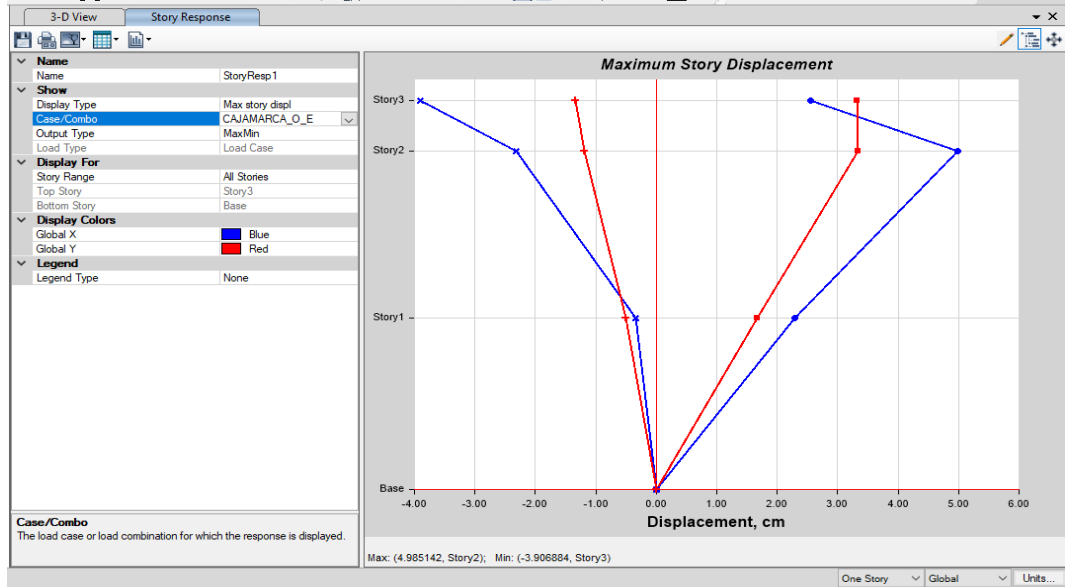 3-D View
Story Response
Name
Name StoryResp1
Show
Display Type Max story displ
Case/Combo CAJAMARCA_O_E
Output Type MaxMin
Load Type Load Case
Display For
Story Range All Stories
Top Story Story3
Bottom Story Base
Display Colors
Global X Blue
Global Y Red
Legend
Legend Type None
Case/Combo
The load case or load combination for which the response is displayed.
Maximum Story Displacement
Story3
Story2
Story1
Base
-4.00 -3.00 -2.00 -1.00 0.00 1.00 2.00 3.00 4.00 5.00 6.00
Displacement, cm
Max: (4.985142, Story2); Min: (-3.906884, Story3)
One Story Global Units...